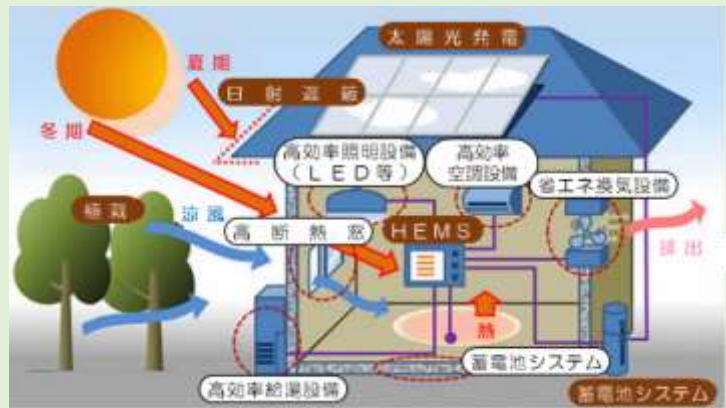 太陽光発電
夏期
日射遮蔽
冬期
高効率照明設備
（ＬＥＤ等）
高効率
空調設備
省エネ換気設備
植栽
涼風
高断熱窓
HEMS
排出
熱
蓄電池システム
高効率給湯設備
蓄電池システム